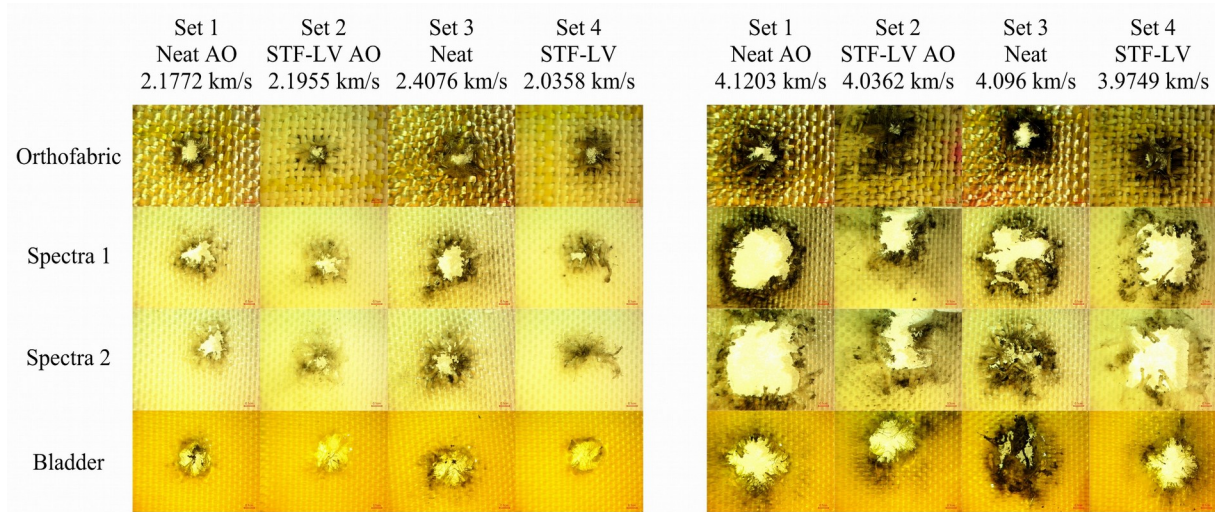 Set 1 Set 2 Set 3 Set 4 Set 1 Set 2 Set 3 Set 4
Neat AO STF-LV AO Neat STF-LV Neat AO STF-LV AO Neat STF-LV
2.1772 km/s 2.1955 km/s 2.4076 km/s 2.0358 km/s 4.1203 km/s 4.0362 km/s 4.096 km/s 3.9749 km/s
Orthofabric
Spectra 1
Spectra 2
Bladder